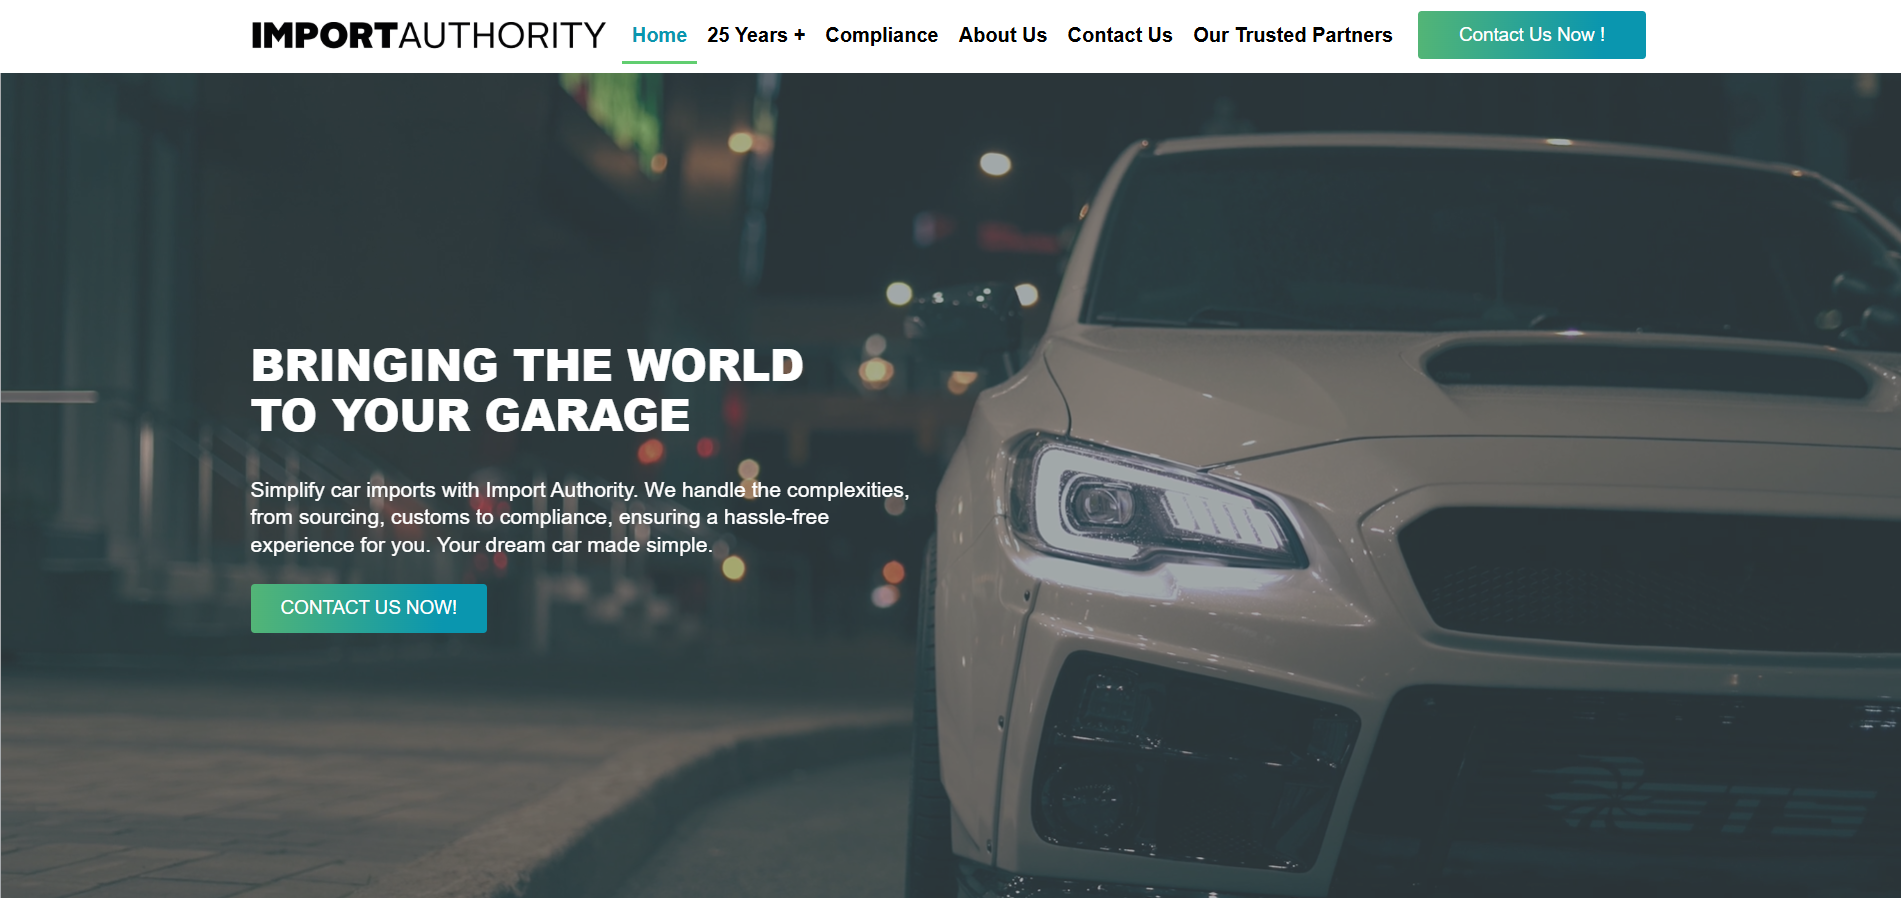 IMPORTAUTHORITY
Home
25 Years +
Compliance
About Us
Contact Us
Our Trusted Partners
Contact Us Now !
BRINGING THE WORLD
TO YOUR GARAGE
Simplify car imports with Import Authority. We handle the complexities,
from sourcing, customs to compliance, ensuring a hassle-free
experience for you. Your dream car made simple.
CONTACT US NOW!